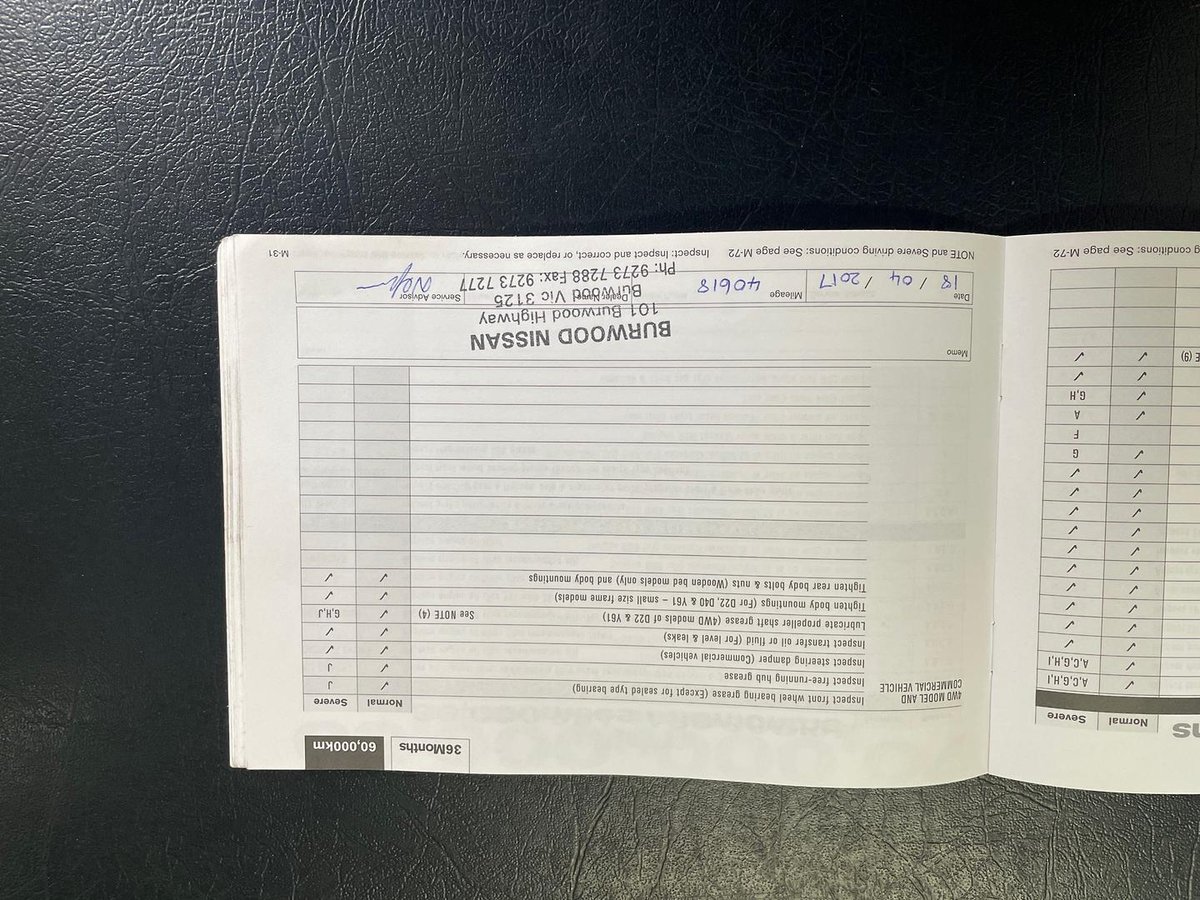 36Months 60,000km
Normal Severe
4WD MODEL AND
COMMERCIAL VEHICLE
Inspect front wheel bearing grease (Except for sealed type bearing) ✓ J
Inspect free-running hub grease ✓ J
Inspect steering damper (Commercial vehicles) ✓ ✓
Inspect transfer oil or fluid (For level & leaks) ✓ ✓
Lubricate propeller shaft grease (4WD models of D22 & Y61) See NOTE (4) ✓ G,H,J
Tighten body mountings (For D22, D40 & Y61 – small size frame models) ✓ ✓
Tighten rear body bolts & nuts (Wooden bed models only) and body mountings ✓ ✓
Memo
BURWOOD NISSAN
101 Burwood Highway
Burwood Vic 3125
Ph: 9273 7288 Fax: 9273 7277
Date 18 / 04 / 2017 Mileage 40618 Dealer Name Service Advisor
NOTE and Severe driving conditions: See page M-72 Inspect: Inspect and correct, or replace as necessary. M-31
ns
Normal Severe
✓ A,C,G,H,I
✓ A,C,G,H,I
✓ ✓
✓ ✓
✓ ✓
✓ ✓
✓ ✓
✓ ✓
✓ ✓
✓ ✓
✓ ✓
✓ ✓
✓ G
F
✓ A
✓ G,H
✓ ✓
E (9) ✓ ✓
g conditions: See page M-72